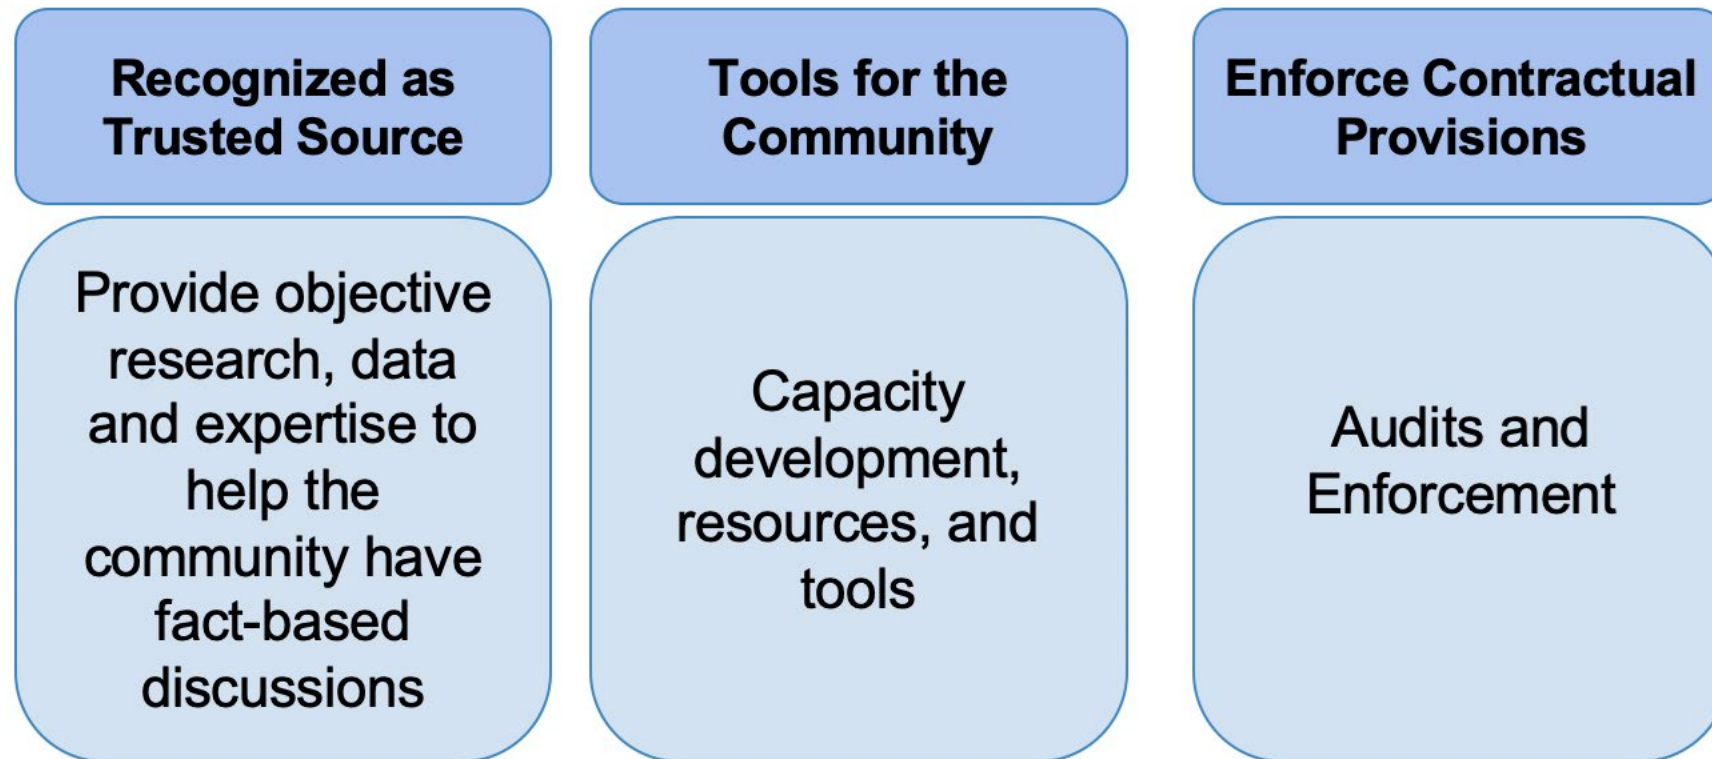 Recognized as
Trusted Source
Provide objective
research, data
and expertise to
help the
community have
fact-based
discussions
Tools for the
Community
Capacity
development,
resources, and
tools
Enforce Contractual
Provisions
Audits and
Enforcement